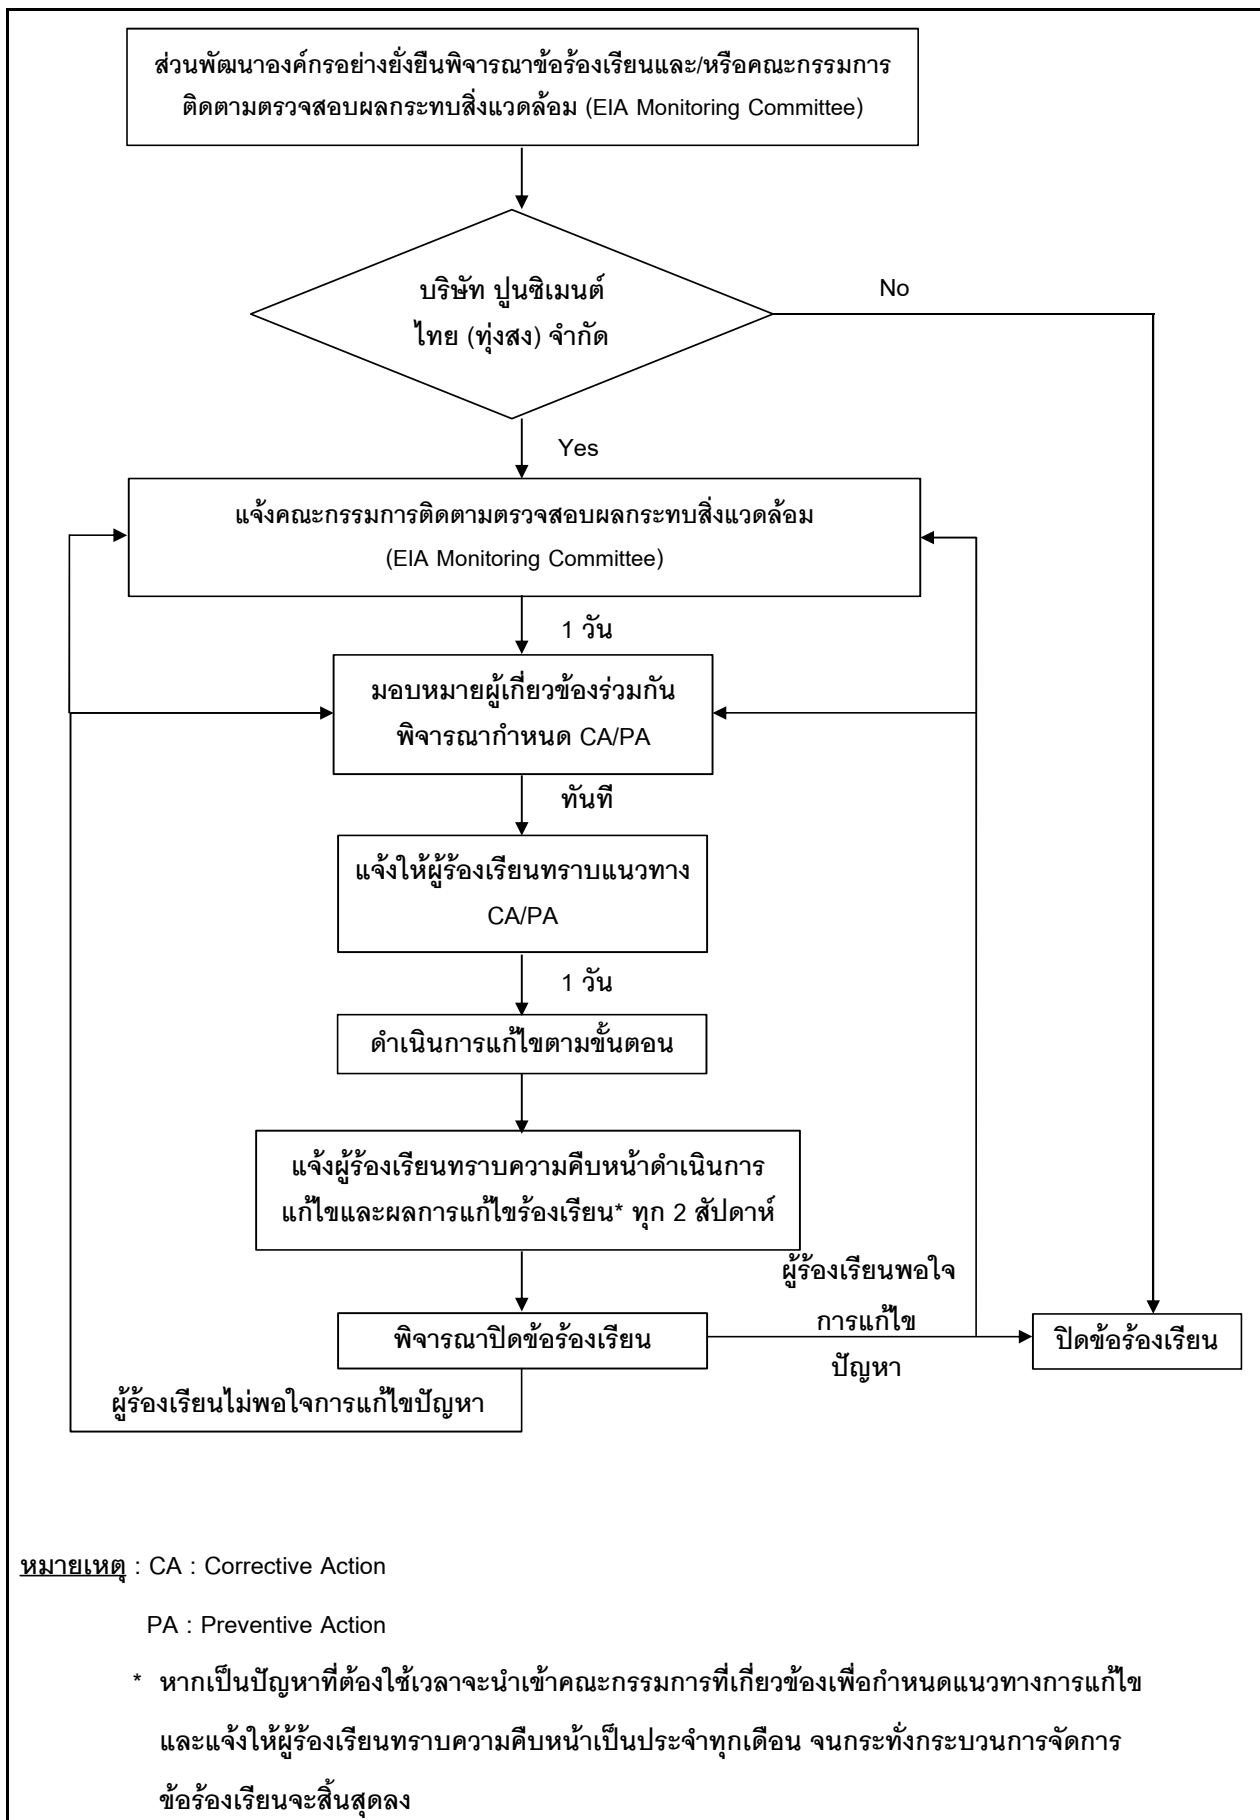 ส่วนพัฒนาองค์กรอย่างยั่งยืนพิจารณาข้อร้องเรียนและ/หรือคณะกรรมการ
ติดตามตรวจสอบผลกระทบสิ่งแวดล้อม (EIA Monitoring Committee)
บริษัท ปูนซิเมนต์
ไทย (ทุ่งสง) จำกัด
No
Yes
แจ้งคณะกรรมการติดตามตรวจสอบผลกระทบสิ่งแวดล้อม
(EIA Monitoring Committee)
1 วัน
มอบหมายผู้เกี่ยวข้องร่วมกัน
พิจารณากำหนด CA/PA
ทันที
แจ้งให้ผู้ร้องเรียนทราบแนวทาง
CA/PA
1 วัน
ดำเนินการแก้ไขตามขั้นตอน
แจ้งผู้ร้องเรียนทราบความคืบหน้าดำเนินการ
แก้ไขและผลการแก้ไขร้องเรียน* ทุก 2 สัปดาห์
ผู้ร้องเรียนพอใจ
การแก้ไข
ปัญหา
พิจารณาปิดข้อร้องเรียน
ปิดข้อร้องเรียน
ผู้ร้องเรียนไม่พอใจการแก้ไขปัญหา
หมายเหตุ : CA : Corrective Action
PA : Preventive Action
* หากเป็นปัญหาที่ต้องใช้เวลาจะนำเข้าคณะกรรมการที่เกี่ยวข้องเพื่อกำหนดแนวทางการแก้ไข
และแจ้งให้ผู้ร้องเรียนทราบความคืบหน้าเป็นประจำทุกเดือน จนกระทั่งกระบวนการจัดการ
ข้อร้องเรียนจะสิ้นสุดลง